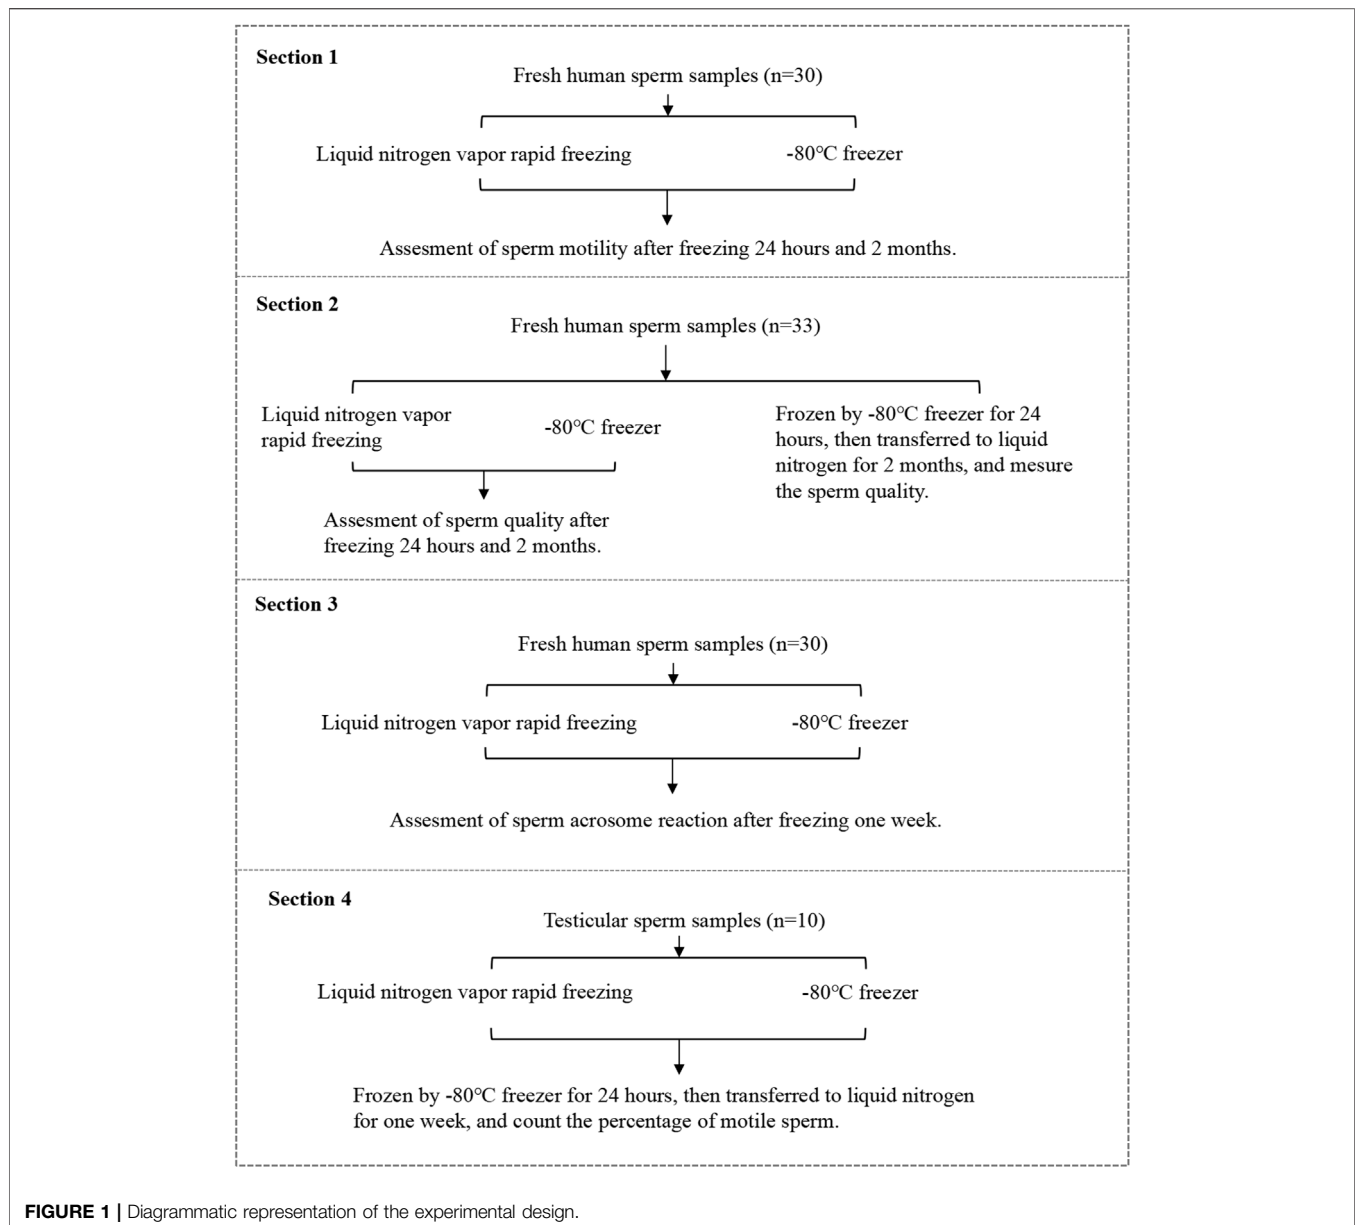 Section 1
Fresh human sperm samples (n=30)
Liquid nitrogen vapor rapid freezing
-80℃ freezer
Assesment of sperm motility after freezing 24 hours and 2 months.
Section 2
Fresh human sperm samples (n=33)
Liquid nitrogen vapor
rapid freezing
-80℃ freezer
Frozen by -80℃ freezer for 24
hours, then transferred to liquid
nitrogen for 2 months, and mesure
the sperm quality.
Assesment of sperm quality after
freezing 24 hours and 2 months.
Section 3
Fresh human sperm samples (n=30)
Liquid nitrogen vapor rapid freezing
-80℃ freezer
Assesment of sperm acrosome reaction after freezing one week.
Section 4
Testicular sperm samples (n=10)
Liquid nitrogen vapor rapid freezing
-80℃ freezer
Frozen by -80℃ freezer for 24 hours, then transferred to liquid nitrogen
for one week, and count the percentage of motile sperm.
FIGURE 1 | Diagrammatic representation of the experimental design.